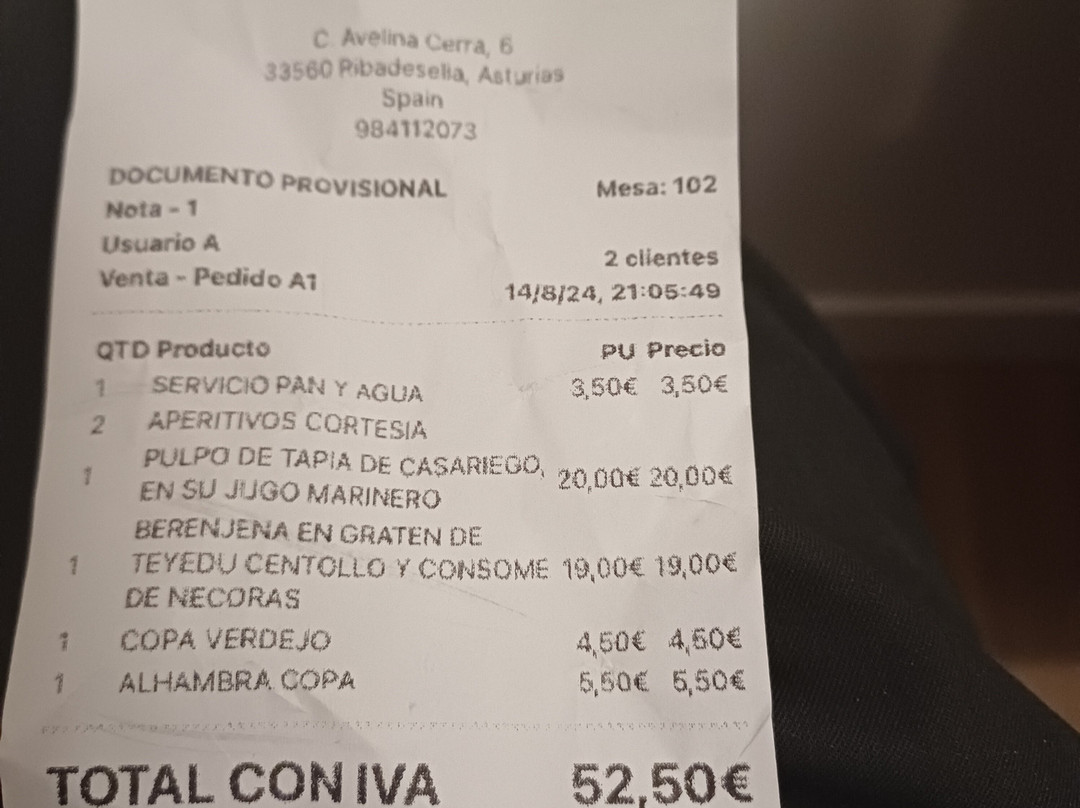 C. Avelina Cerra, 6
33560 Ribadesella, Asturias
Spain
984112073
DOCUMENTO PROVISIONAL Mesa: 102
Nota - 1
Usuario A 2 clientes
Venta - Pedido A1 14/8/24, 21:05:49
QTD Producto PU Precio
1 SERVICIO PAN Y AGUA 3,50€ 3,50€
2 APERITIVOS CORTESIA
1 PULPO DE TAPIA DE CASARIEGO, 20,00€ 20,00€
EN SU JUGO MARINERO
BERENJENA EN GRATEN DE
1 TEYEDU CENTOLLO Y CONSOME 19,00€ 19,00€
DE NECORAS
1 COPA VERDEJO 4,50€ 4,50€
1 ALHAMBRA COPA 5,50€ 5,50€
TOTAL CON IVA 52,50€